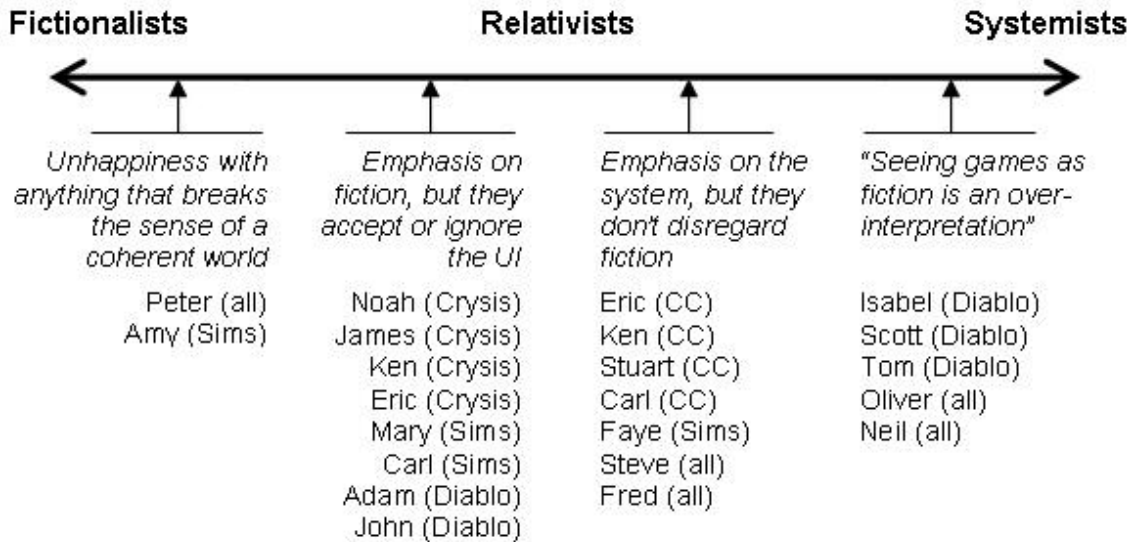 Fictionalists
Relativists
Systemists
Unhappiness with
anything that breaks
the sense of a
coherent world
Peter (all)
Amy (Sims)
Emphasis on
fiction, but they
accept or ignore
the UI
Noah (Crysis)
James (Crysis)
Ken (Crysis)
Eric (Crysis)
Mary (Sims)
Carl (Sims)
Adam (Diablo)
John (Diablo)
Emphasis on the
system, but they
don't disregard
fiction
Eric (CC)
Ken (CC)
Stuart (CC)
Carl (CC)
Faye (Sims)
Steve (all)
Fred (all)
"Seeing games as
fiction is an over-
interpretation"
Isabel (Diablo)
Scott (Diablo)
Tom (Diablo)
Oliver (all)
Neil (all)